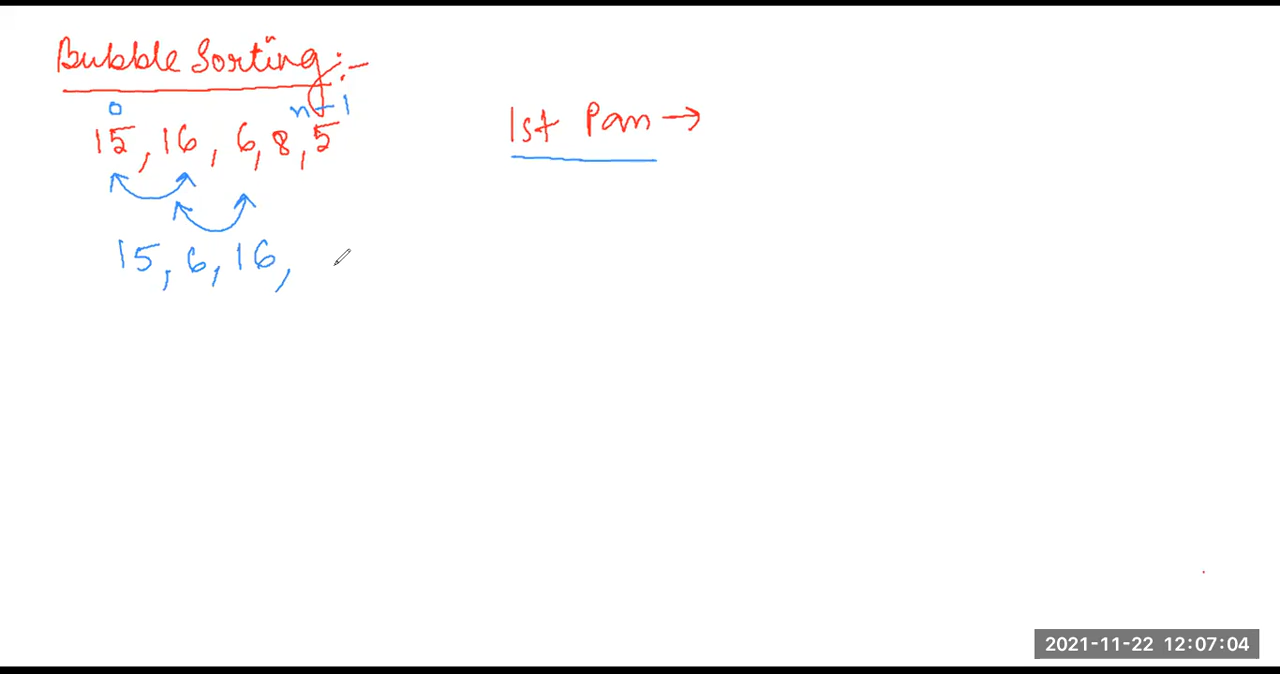 Bubble Sorting :-
0 n-1
15, 16, 6, 8, 5
15, 6, 16,
1st Pass →
2021-11-22 12:07:04